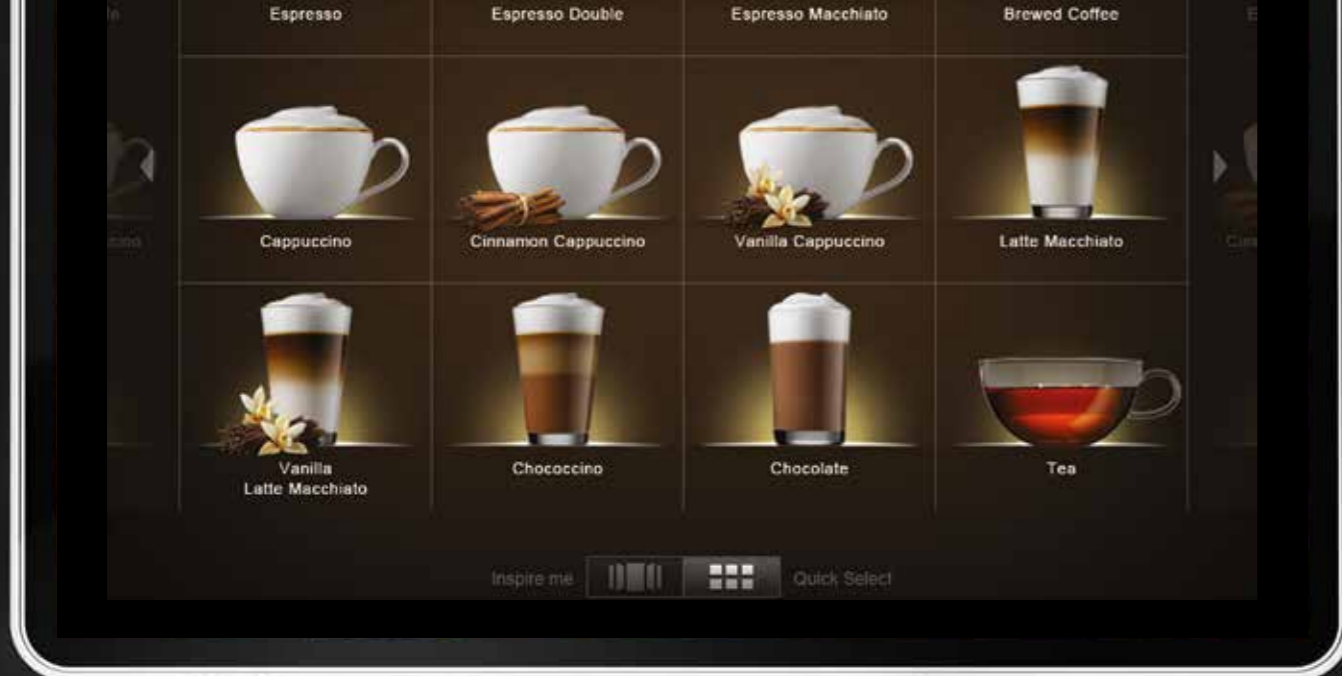 Espresso
Espresso Double
Espresso Macchiato
Brewed Coffee
Cappuccino
Cinnamon Cappuccino
Vanilla Cappuccino
Latte Macchiato
Vanilla
Latte Macchiato
Chococcino
Chocolate
Tea
Inspire me
Quick Select